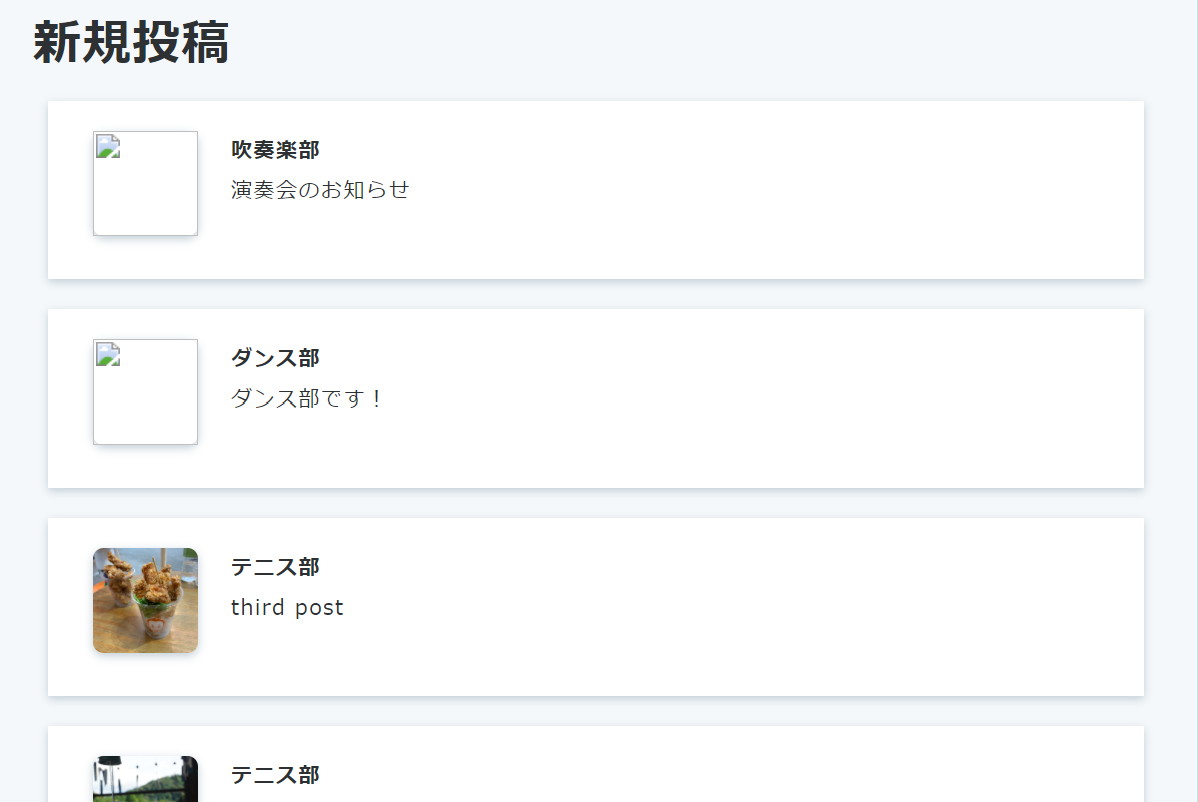 新規投稿
吹奏楽部
演奏会のお知らせ
ダンス部
ダンス部です！
テニス部
third post
テニス部